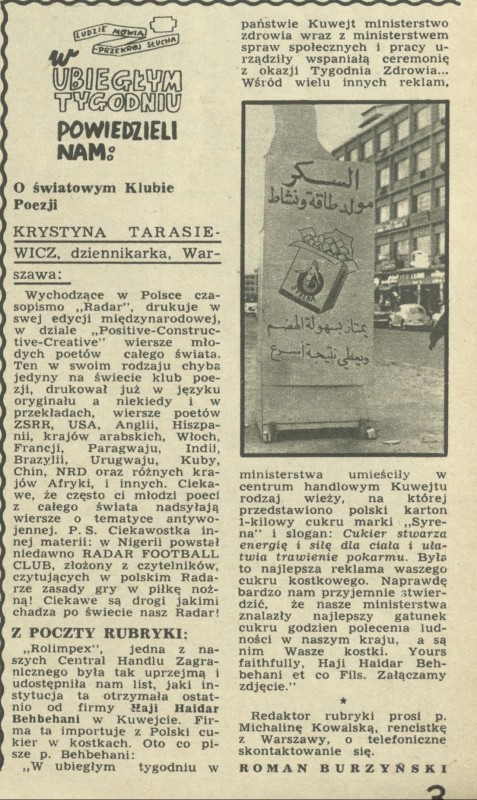 LUDZIE MÓWIĄ
PRZEKRÓJ SŁUCHA
W
UBIEGŁYM
TYGODNIU
POWIEDZIELI
NAM:
O światowym Klubie
Poezji
KRYSTYNA TARASIE-
WICZ, dziennikarka, War-
szawa:
Wychodzące w Polsce cza-
sopismo „Radar”, drukuje w
swej edycji międzynarodowej,
w dziale „Positive-Construc-
tive-Creative” wiersze mło-
dych poetów całego świata.
Ten w swoim rodzaju chyba
jedyny na świecie klub poe-
zji, drukował już w języku
oryginału a niekiedy i w
przekładach, wiersze poetów
ZSRR, USA, Anglii, Hiszpa-
nii, krajów arabskich, Włoch,
Francji, Paragwaju, Indii,
Brazylii, Urugwaju, Kuby,
Chin, NRD oraz różnych kra-
jów Afryki, i innych. Cieka-
we, że często ci młodzi poeci
z całego świata nadsyłają
wiersze o tematyce antywo-
jennej. P. S. Ciekawostka in-
nej materii: w Nigerii powstał
niedawno RADAR FOOTBALL
CLUB, złożony z czytelników,
czytujących w polskim Rada-
rze zasady gry w piłkę noż-
ną! Ciekawe są drogi jakimi
chadza po świecie nasz Radar!
Z POCZTY RUBRYKI:
„Rolimpex”, jedna z na-
szych Central Handlu Zagra-
nicznego była tak uprzejmą i
udostępniła nam list, jaki in-
stytucja ta otrzymała ostat-
nio od firmy Haji Haidar
Behbehani w Kuwejcie. Fir-
ma ta importuje z Polski cu-
kier w kostkach. Oto co pi-
sze p. Behbehani:
„W ubiegłym tygodniu w
państwie Kuwejt ministerstwo
zdrowia wraz z ministerstwem
spraw społecznych i pracy u-
rządziły wspaniałą ceremonię
z okazji Tygodnia Zdrowia...
Wśród wielu innych reklam,
السكر
مولد طاقة ونشاط
يمتاز بسهولة الهضم
ويعطي نتيجة أسرع
ministerstwa umieściły w
centrum handlowym Kuwejtu
rodzaj wieży, na której
przedstawiono polski karton
1-kilowy cukru marki „Syre-
na” i slogan: Cukier stwarza
energię i siłę dla ciała i uła-
twia trawienie pokarmu. Była
to najlepsza reklama waszego
cukru kostkowego. Naprawdę
bardzo nam przyjemnie stwier-
dzić, że nasze ministerstwa
znalazły najlepszy gatunek
cukru godzien polecenia lud-
ności w naszym kraju, a są
nim Wasze kostki. Yours
faithfully, Haji Haidar Beh-
behani et co Fils. Załączamy
zdjęcie.”
★
Redaktor rubryki prosi p.
Michalinę Kowalską, rencistkę
z Warszawy, o telefoniczne
skontaktowanie się.
ROMAN BURZYŃSKI
3